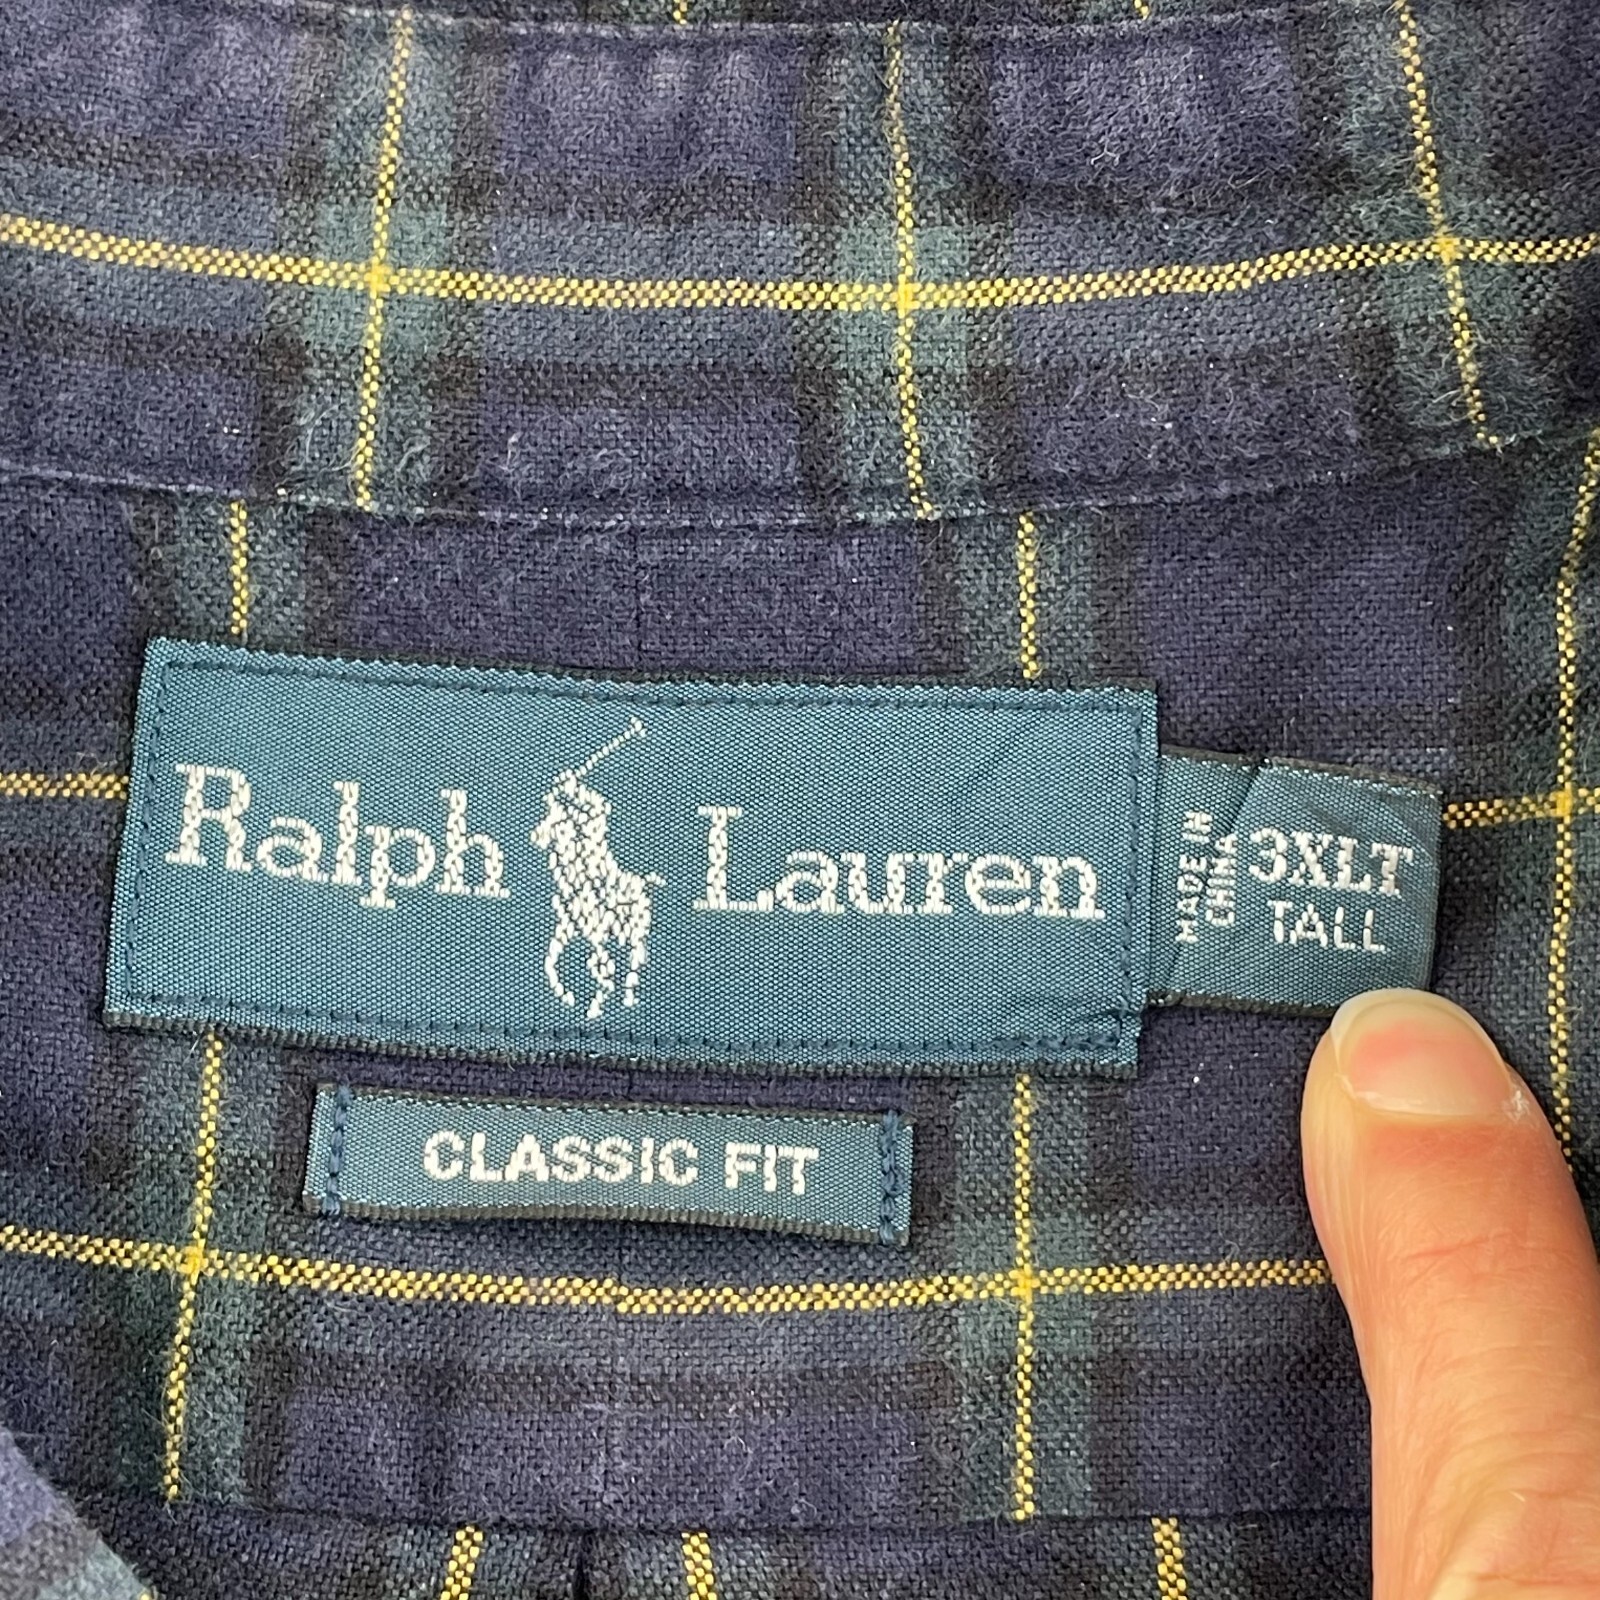 Ralph Lauren
MADE IN
CHINA
3XLT
TALL
CLASSIC FIT